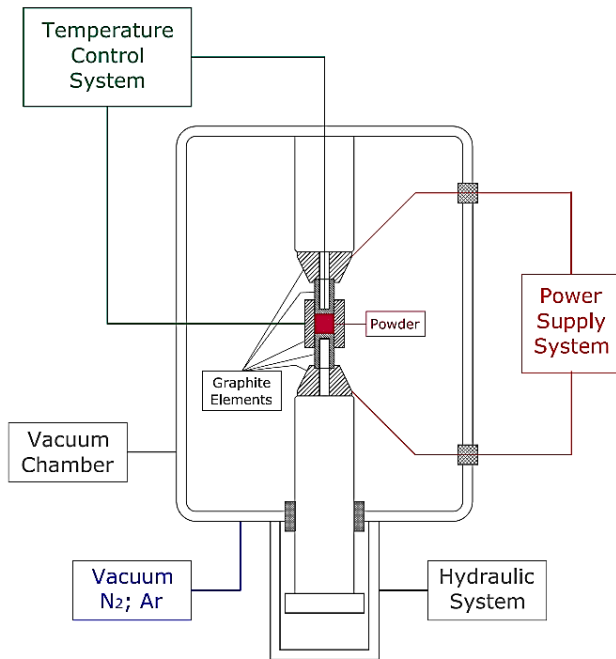 Temperature
Control
System
Power
Supply
System
Powder
Graphite
Elements
Vacuum
Chamber
Vacuum
N₂; Ar
Hydraulic
System